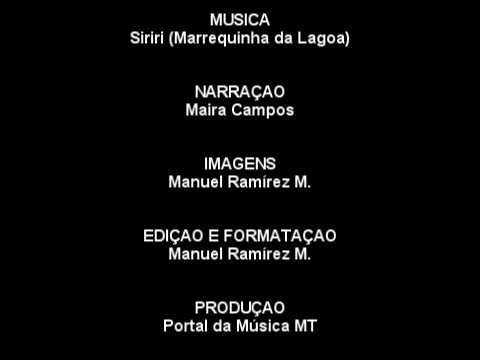 MUSICA
Siriri (Marrequinha da Lagoa)
NARRAÇAO
Maira Campos
IMAGENS
Manuel Ramírez M.
EDIÇAO E FORMATAÇAO
Manuel Ramírez M.
PRODUÇAO
Portal da Música MT